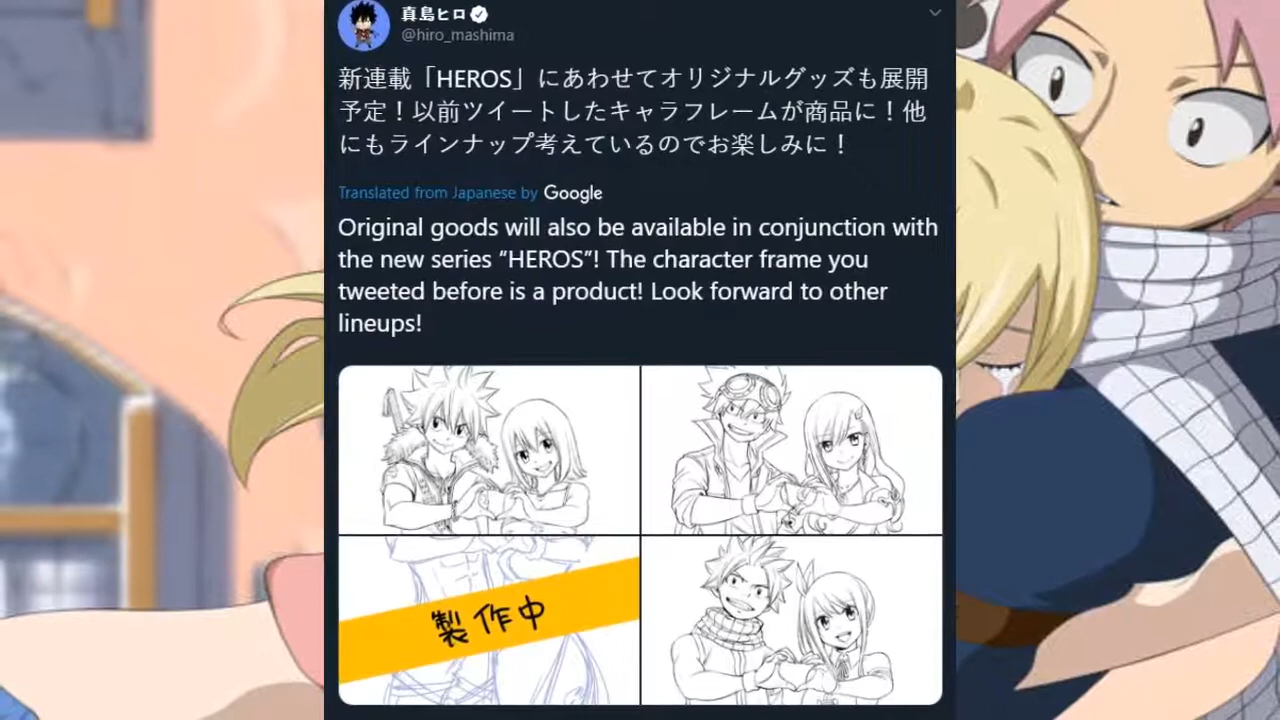 真島ヒロ
@hiro_mashima
新連載「HEROS」にあわせてオリジナルグッズも展開
予定！以前ツイートしたキャラフレームが商品に！他
にもラインナップ考えているのでお楽しみに！
Translated from Japanese by Google
Original goods will also be available in conjunction with
the new series “HEROS”! The character frame you
tweeted before is a product! Look forward to other
lineups!
製作中